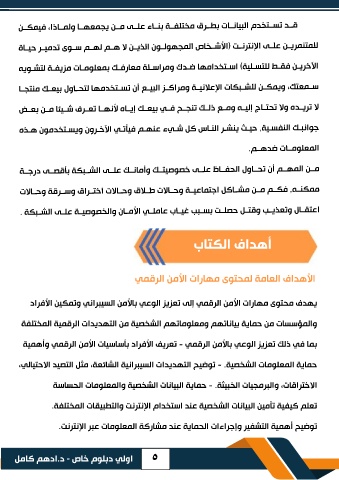 قد تستخدم البيانات بطرق مختلفة بناء على من يجمعها ولماذا، فيمكن
للمتنمرين على الإنترنت (الأشخاص المجهولون الذين لا هم لهم سوى تدمير حياة
الآخرين فقط للتسلية) استخدامها ضدك ومراسلة معارفك بمعلومات مزيفة لتشويه
سمعتك، ويمكن للشبكات الإعلانية ومراكز البيع أن تستخدمها لتحاول بيعك منتجا
لا تريده ولا تحتاج إليه ومع ذلك تنجح في بيعك إياه لأنها تعرف شيئا من بعض
جوانبك النفسية، حيث ينشر الناس كل شيء عنهم فيأتي الآخرون ويستخدمون هذه
المعلومات ضدهم.
من المهم أن تحاول الحفاظ على خصوصيتك وأمانك على الشبكة بأقصى درجة
ممكنه، فكم من مشاكل اجتماعية وحالات طلاق وحالات اختراق وسرقة وحالات
اعتقال وتعذيب وقتل حصلت بسبب غياب عاملي الأمان والخصوصية على الشبكة .
أهداف الكتاب
الأهداف العامة لمحتوى مهارات الأمن الرقمي
يهدف محتوى مهارات الأمن الرقمي إلى تعزيز الوعي بالأمن السيبراني وتمكين الأفراد
والمؤسسات من حماية بياناتهم ومعلوماتهم الشخصية من التهديدات الرقمية المختلفة
بما في ذلك تعزيز الوعي بالأمن الرقمي - تعريف الأفراد بأساسيات الأمن الرقمي وأهمية
حماية المعلومات الشخصية. - توضيح التهديدات السيبرانية الشائعة، مثل التصيد الاحتيالي،
الاختراقات، والبرمجيات الخبيثة. - حماية البيانات الشخصية والمعلومات الحساسة
تعلم كيفية تأمين البيانات الشخصية عند استخدام الإنترنت والتطبيقات المختلفة.
توضيح أهمية التشفير وإجراءات الحماية عند مشاركة المعلومات عبر الإنترنت.
٥ اولي دبلوم خاص - د.ادهم كامل